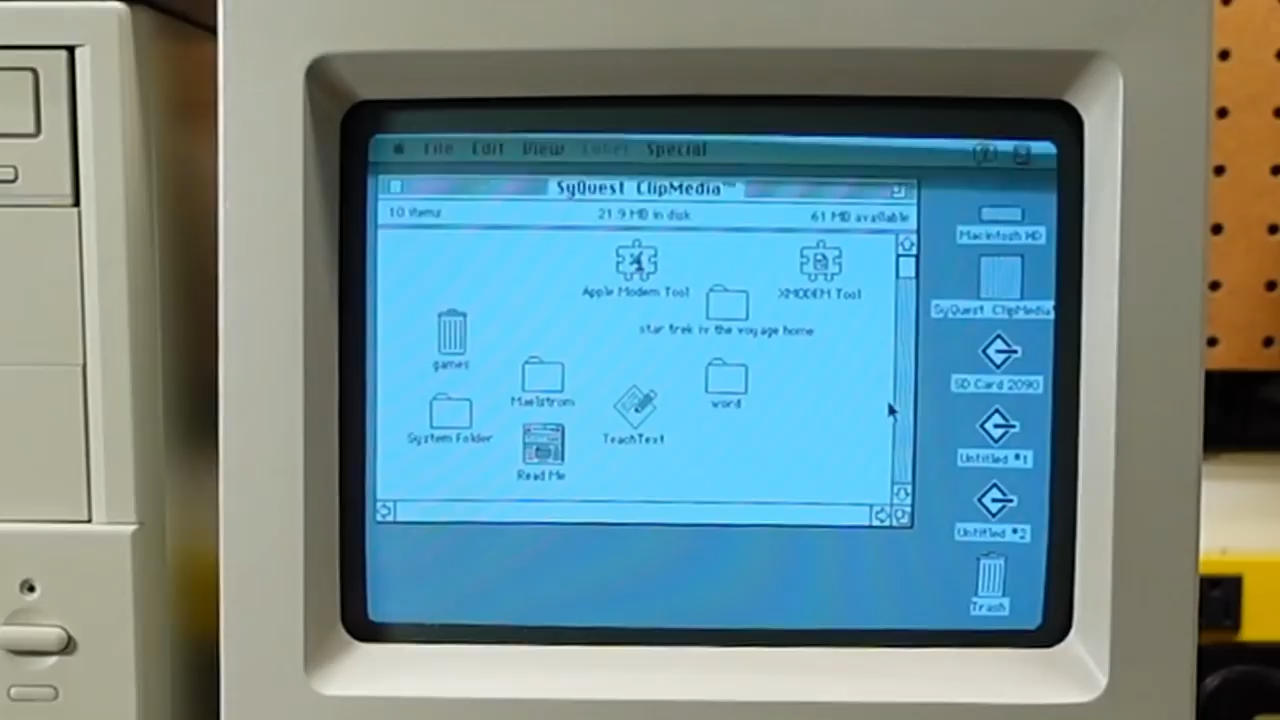 File Edit View Label Special
SyQuest ClipMedia™
10 items 21.9 MB in disk 61 MB available
Apple Modem Tool
XMODEM Tool
star trek iv the voyage home
games
Maelstrom
word
System Folder
TeachText
Read Me
Macintosh HD
SyQuest ClipMedia™
SD Card 2090
Untitled #1
Untitled #2
Trash